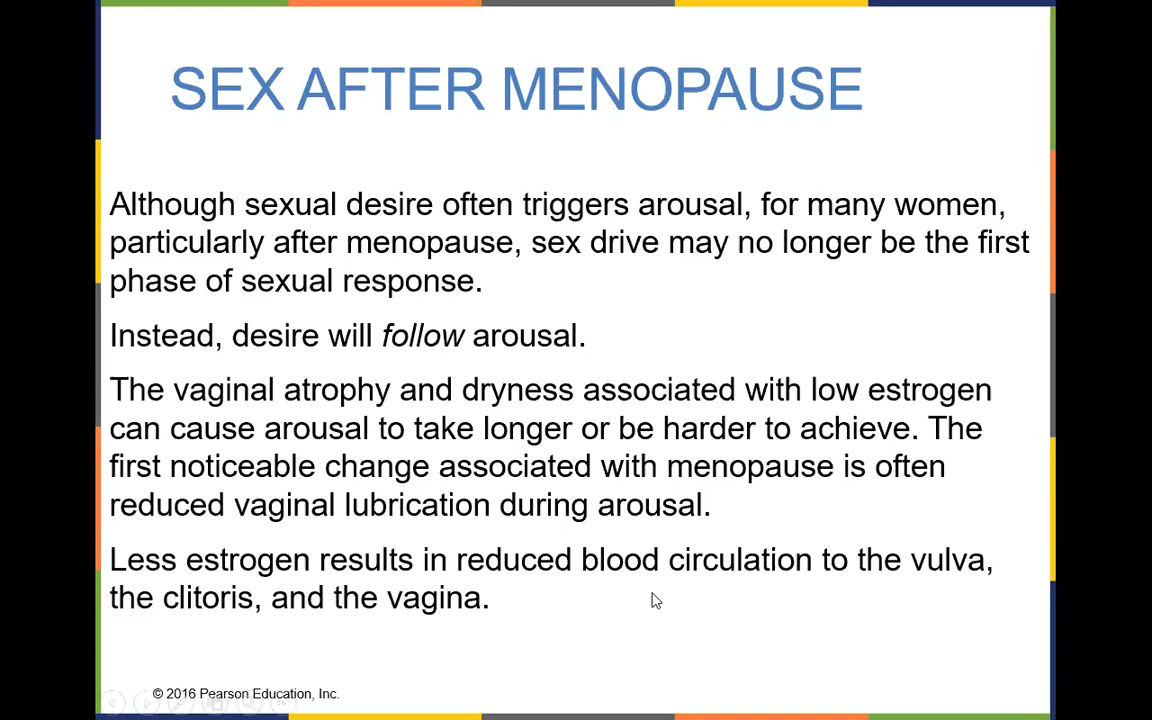 SEX AFTER MENOPAUSE
Although sexual desire often triggers arousal, for many women,
particularly after menopause, sex drive may no longer be the first
phase of sexual response.
Instead, desire will follow arousal.
The vaginal atrophy and dryness associated with low estrogen
can cause arousal to take longer or be harder to achieve. The
first noticeable change associated with menopause is often
reduced vaginal lubrication during arousal.
Less estrogen results in reduced blood circulation to the vulva,
the clitoris, and the vagina.
© 2016 Pearson Education, Inc.